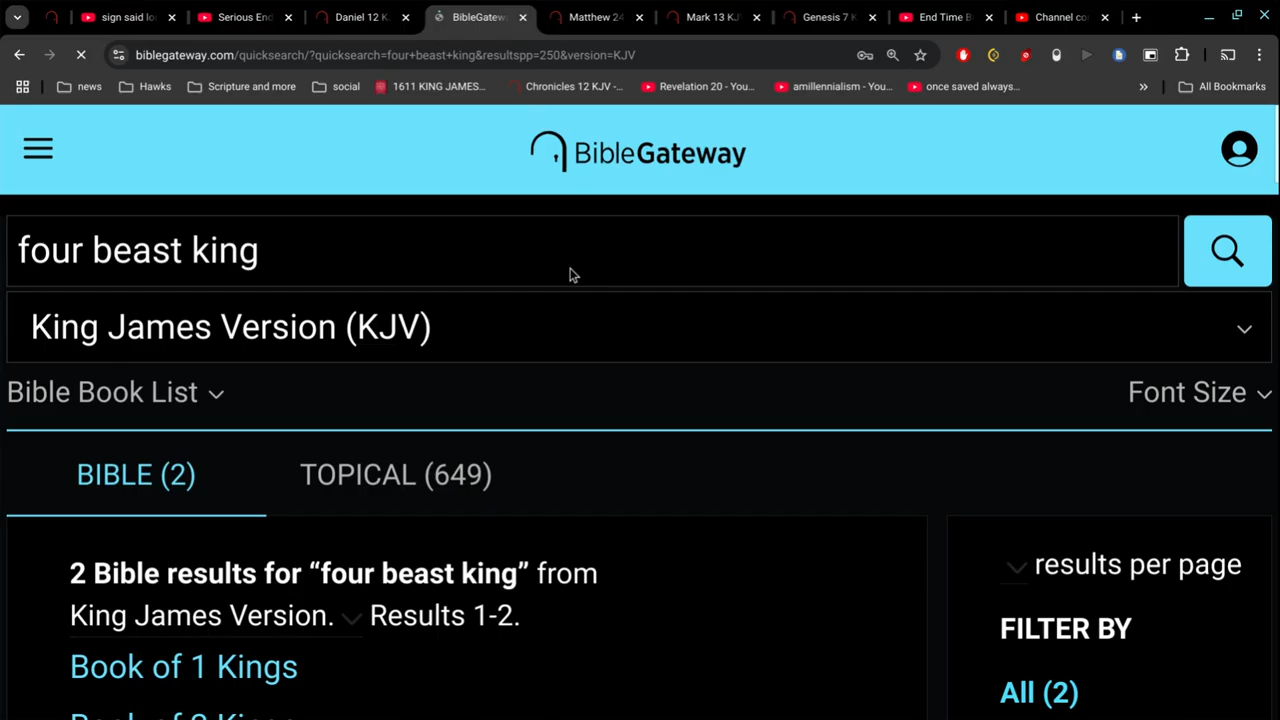 sign said lo
Serious End
Daniel 12 K
BibleGatew
Matthew 24
Mark 13 KJ
Genesis 7 K
End Time B
Channel co
biblegateway.com/quicksearch/?quicksearch=four+beast+king&resultspp=250&version=KJV
news
Hawks
Scripture and more
social
1611 KING JAMES...
Chronicles 12 KJV -...
Revelation 20 - You...
amillennialism - You...
once saved always...
»
All Bookmarks
BibleGateway
four beast king
King James Version (KJV)
Bible Book List
Font Size
BIBLE (2)
TOPICAL (649)
2 Bible results for “four beast king” from
King James Version. Results 1-2.
results per page
FILTER BY
Book of 1 Kings
All (2)